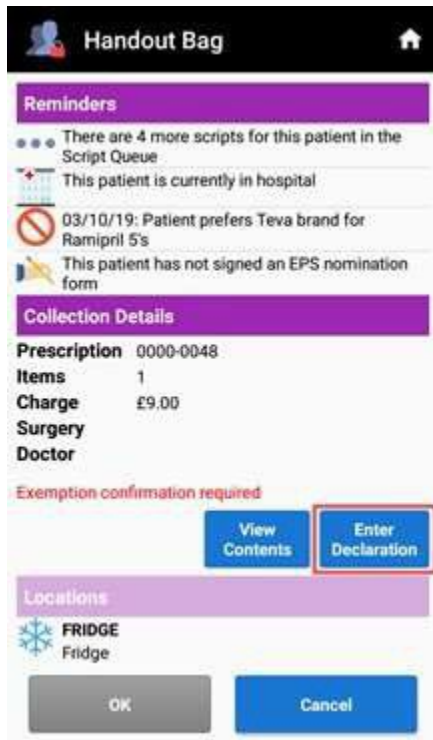 Handout Bag
Reminders
There are 4 more scripts for this patient in the
Script Queue
This patient is currently in hospital
03/10/19: Patient prefers Teva brand for
Ramipril 5's
This patient has not signed an EPS nomination
form
Collection Details
Prescription 0000-0048
Items 1
Charge £9.00
Surgery
Doctor
Exemption confirmation required
View
Contents
Enter
Declaration
Locations
FRIDGE
Fridge
OK
Cancel